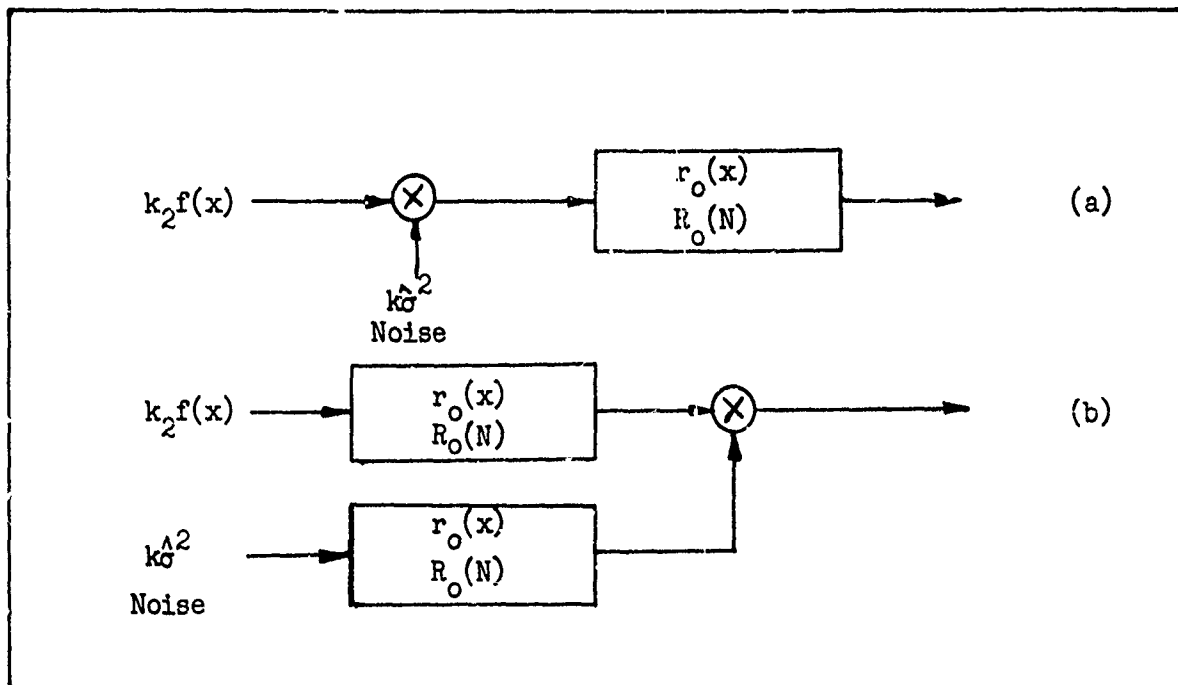 k₂f(x)
r₀(x)
R₀(N)
(a)
kσ̂²
Noise
k₂f(x)
r₀(x)
R₀(N)
(b)
kσ̂²
Noise
r₀(x)
R₀(N)